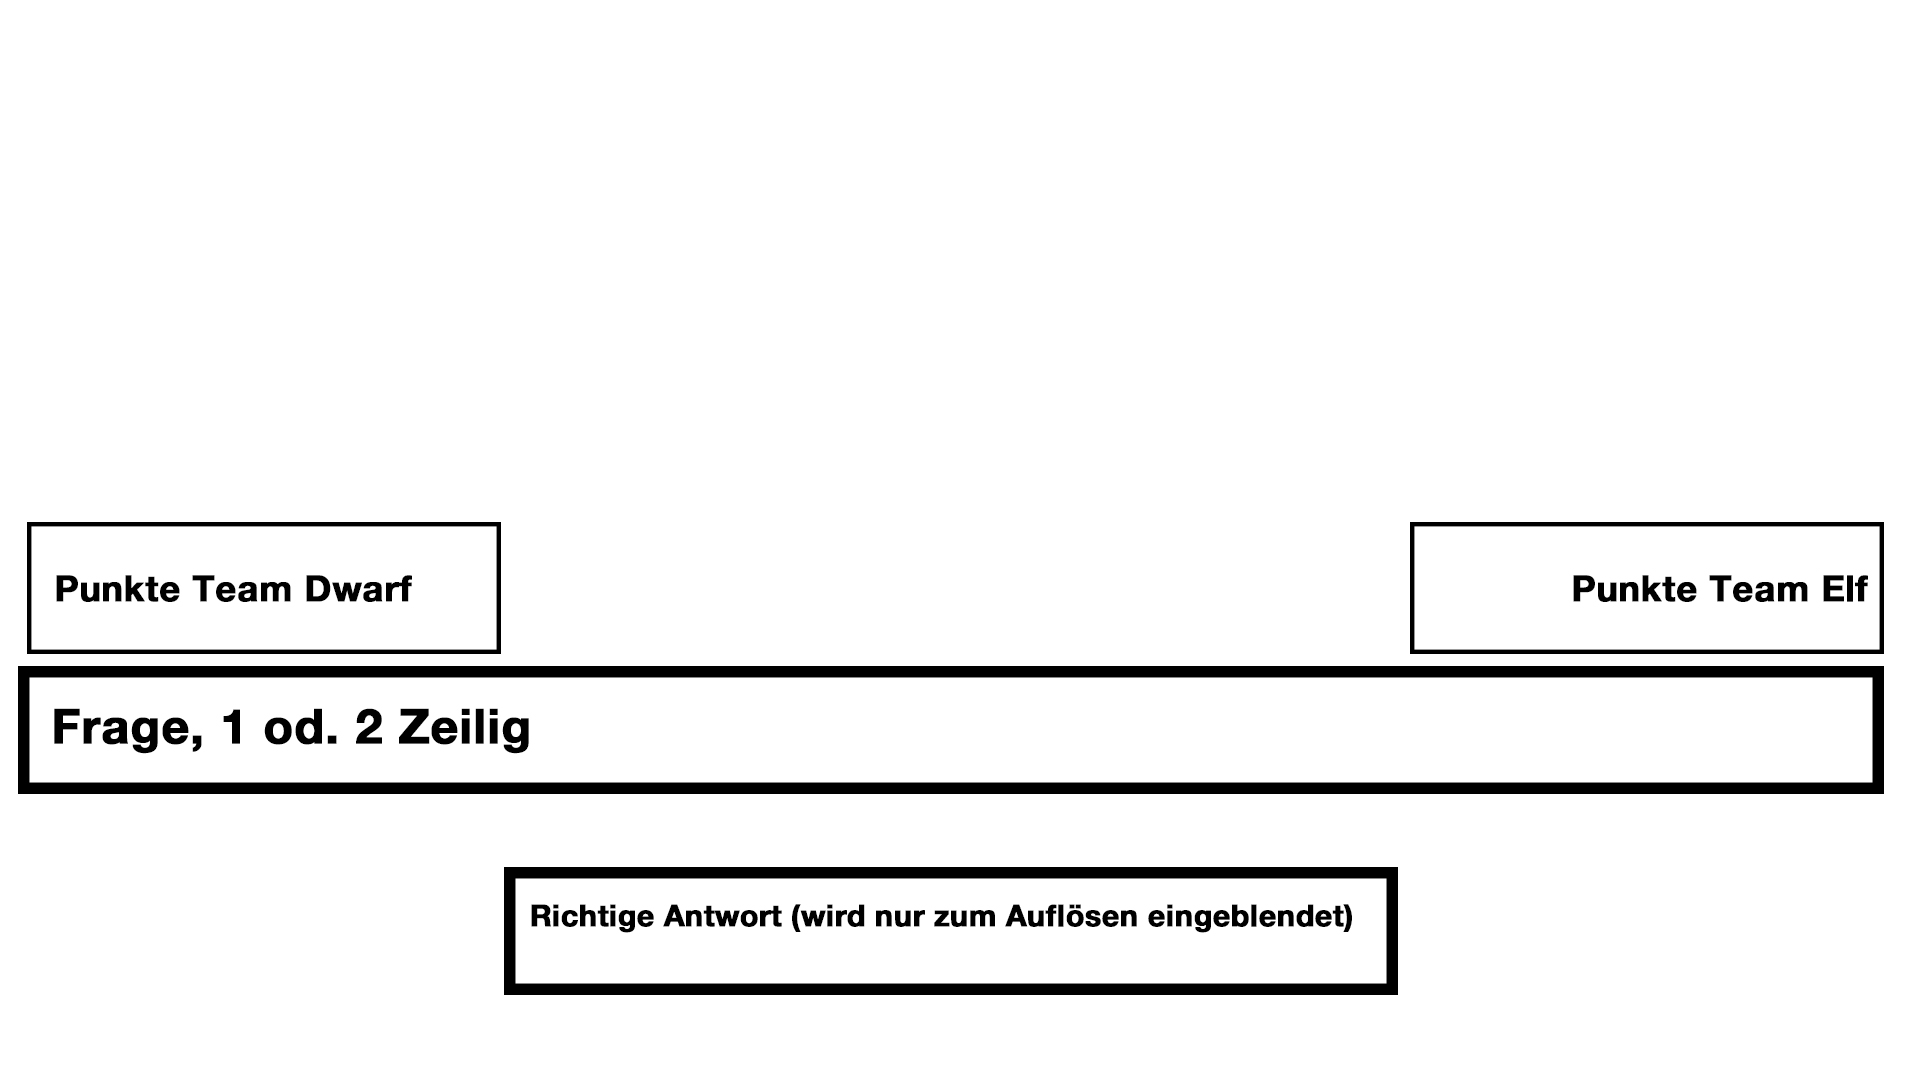 Punkte Team Dwarf
Punkte Team Elf
Frage, 1 od. 2 Zeilig
Richtige Antwort (wird nur zum Auflösen eingeblendet)